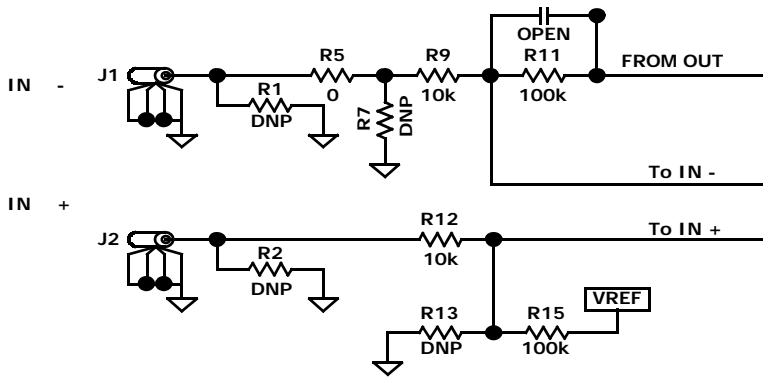 OPEN
IN -
J1
R5
0
R9
10k
R11
100k
FROM OUT
R1
DNP
R7
DNP
To IN -
IN +
J2
R12
10k
To IN +
R2
DNP
R13
DNP
R15
100k
VREF